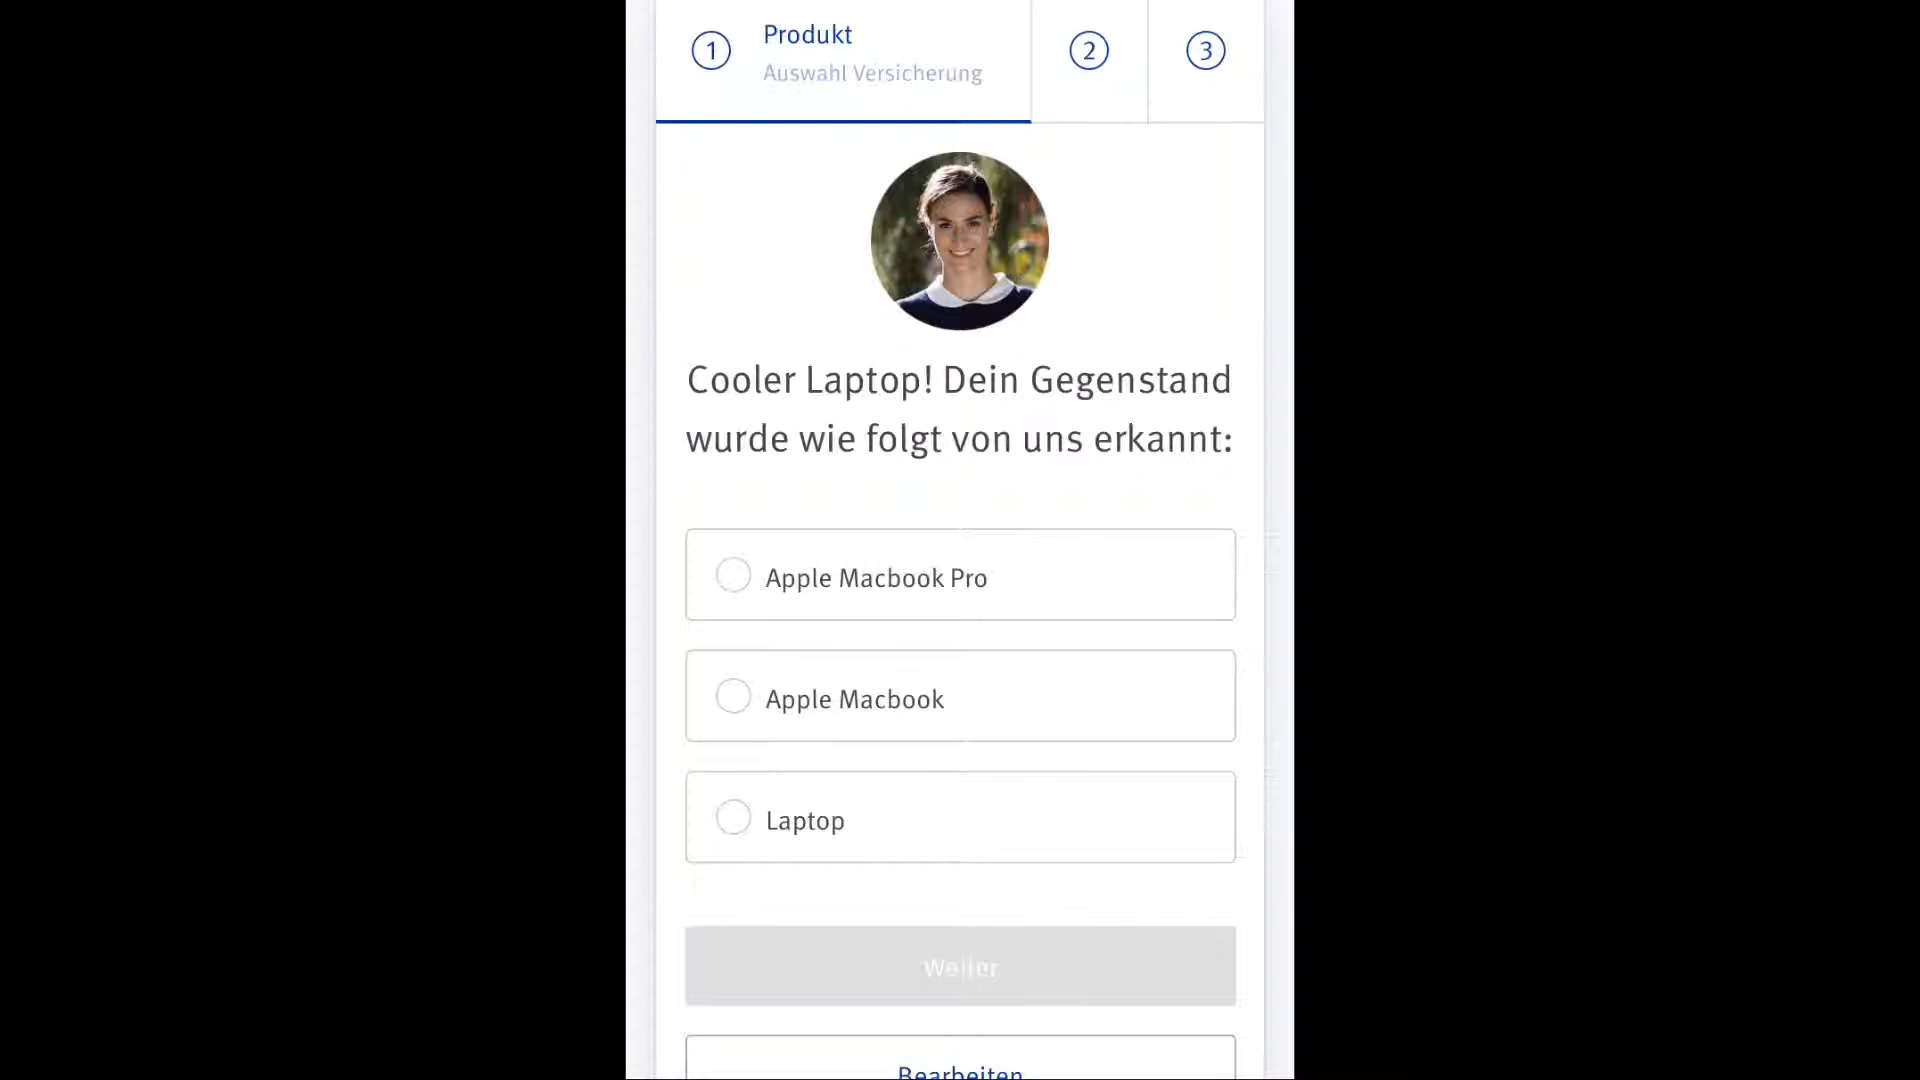 1
Produkt
Auswahl Versicherung
2
3
Cooler Laptop! Dein Gegenstand
wurde wie folgt von uns erkannt:
Apple Macbook Pro
Apple Macbook
Laptop
Weiter
Bearbeiten